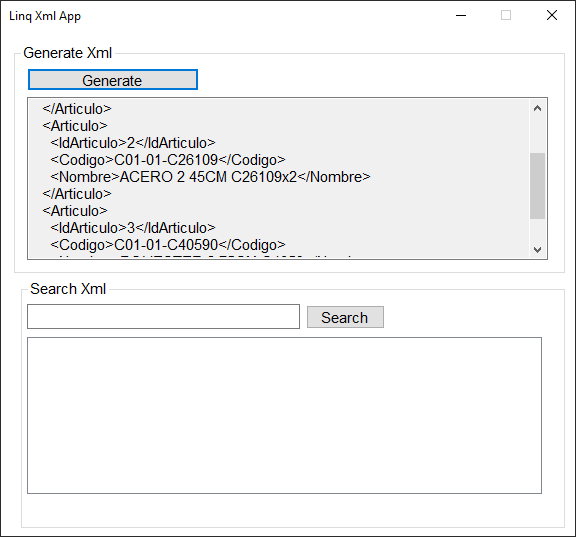 Linq Xml App
Generate Xml
Generate
</Articulo>
<Articulo>
<IdArticulo>2</IdArticulo>
<Codigo>C01-01-C26109</Codigo>
<Nombre>ACERO 2 45CM C26109x2</Nombre>
</Articulo>
<Articulo>
<IdArticulo>3</IdArticulo>
<Codigo>C01-01-C40590</Codigo>
Search Xml
Search